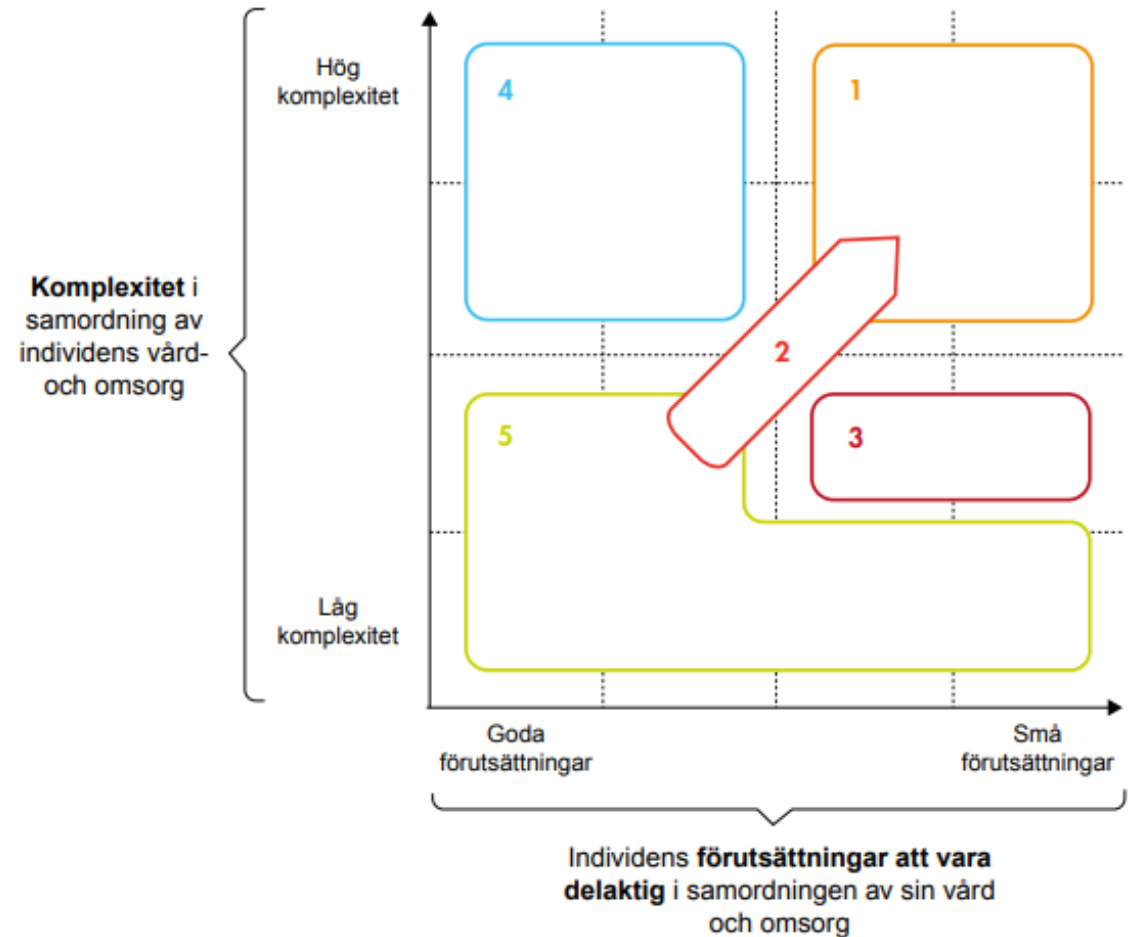 Hög
komplexitet
4
1
Komplexitet i
samordning av
individens vård-
och omsorg
2
5
3
Låg
komplexitet
Goda
förutsättningar
Små
förutsättningar
Individens förutsättningar att vara
delaktig i samordningen av sin vård
och omsorg